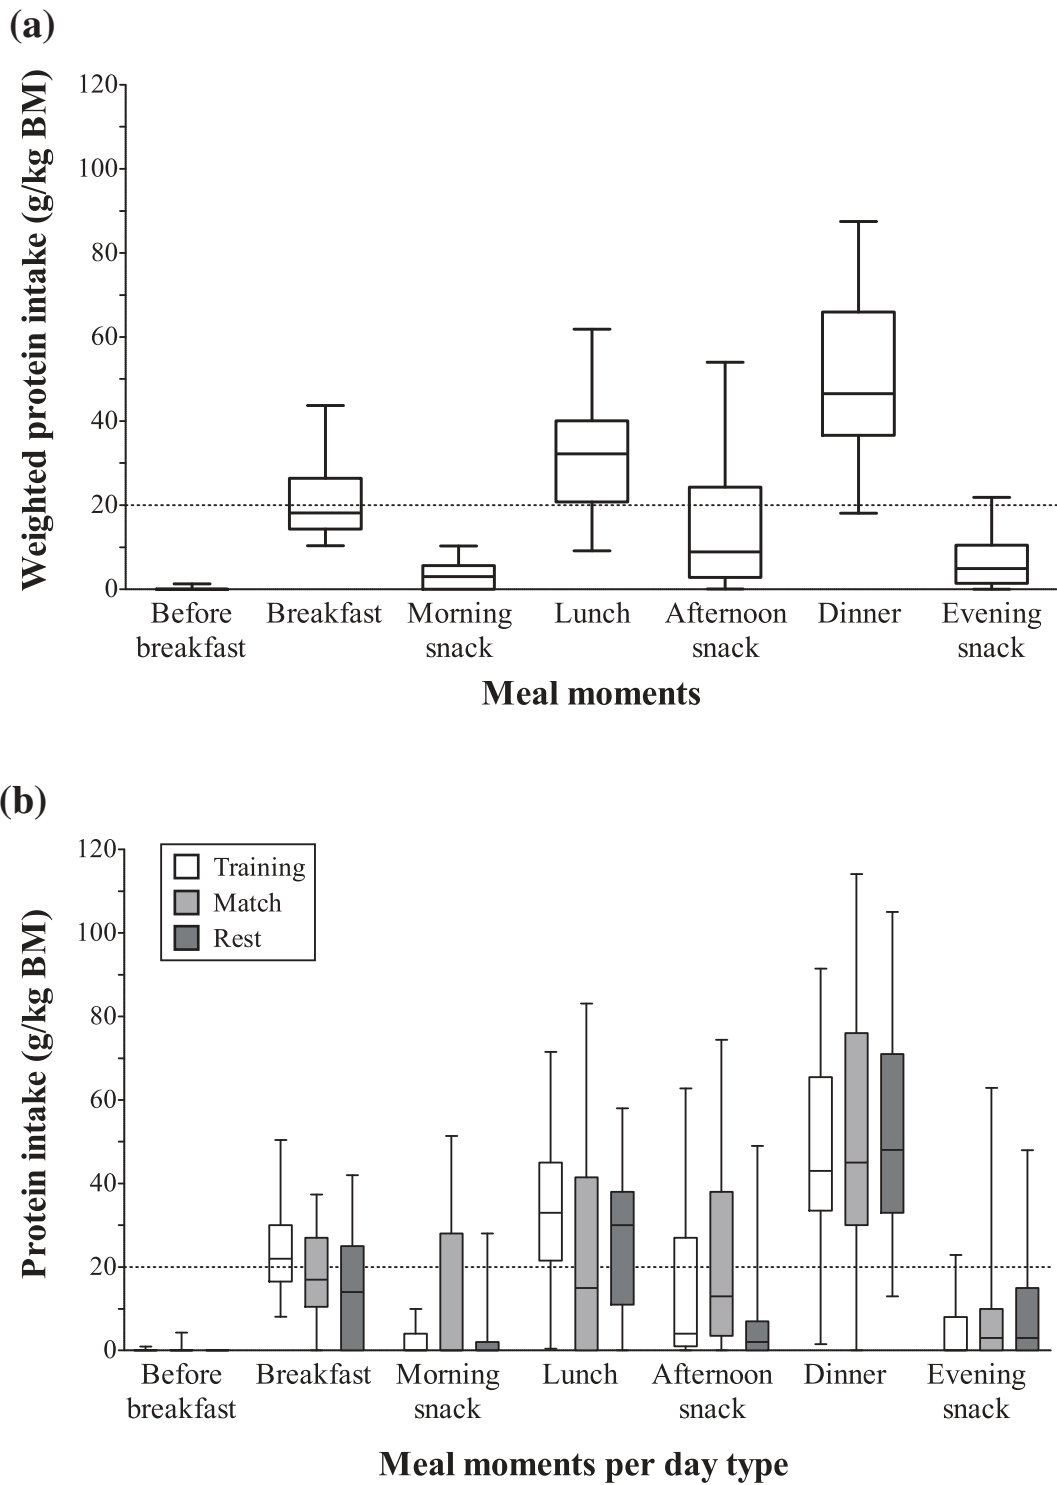 (a)
Weighted protein intake (g/kg BM)
120
100
80
60
40
20
0
Before breakfast
Breakfast
Morning snack
Lunch
Afternoon snack
Dinner
Evening snack
Meal moments
(b)
Protein intake (g/kg BM)
120
100
80
60
40
20
0
Training
Match
Rest
Before breakfast
Breakfast
Morning snack
Lunch
Afternoon snack
Dinner
Evening snack
Meal moments per day type